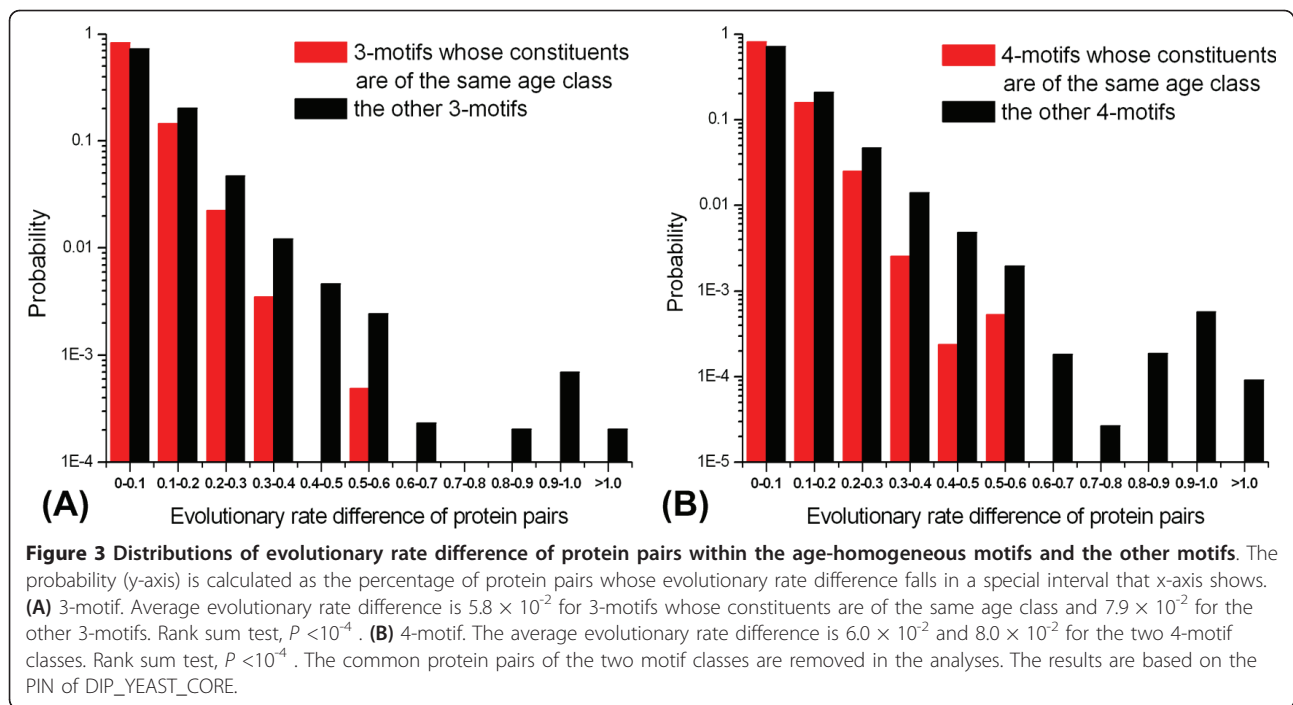 1
0.1
0.01
1E-3
1E-4
Probability
3-motifs whose constituents
are of the same age class
the other 3-motifs
0-0.1 0.1-0.2 0.2-0.3 0.3-0.4 0.4-0.5 0.5-0.6 0.6-0.7 0.7-0.8 0.8-0.9 0.9-1.0 >1.0
(A) Evolutionary rate difference of protein pairs
1
0.1
0.01
1E-3
1E-4
1E-5
Probability
4-motifs whose constituents
are of the same age class
the other 4-motifs
0-0.1 0.1-0.2 0.2-0.3 0.3-0.4 0.4-0.5 0.5-0.6 0.6-0.7 0.7-0.8 0.8-0.9 0.9-1.0 >1.0
(B) Evolutionary rate difference of protein pairs
Figure 3 Distributions of evolutionary rate difference of protein pairs within the age-homogeneous motifs and the other motifs. The
probability (y-axis) is calculated as the percentage of protein pairs whose evolutionary rate difference falls in a special interval that x-axis shows.
(A) 3-motif. Average evolutionary rate difference is 5.8 × 10⁻² for 3-motifs whose constituents are of the same age class and 7.9 × 10⁻² for the
other 3-motifs. Rank sum test, P <10⁻⁴ . (B) 4-motif. The average evolutionary rate difference is 6.0 × 10⁻² and 8.0 × 10⁻² for the two 4-motif
classes. Rank sum test, P <10⁻⁴ . The common protein pairs of the two motif classes are removed in the analyses. The results are based on the
PIN of DIP_YEAST_CORE.